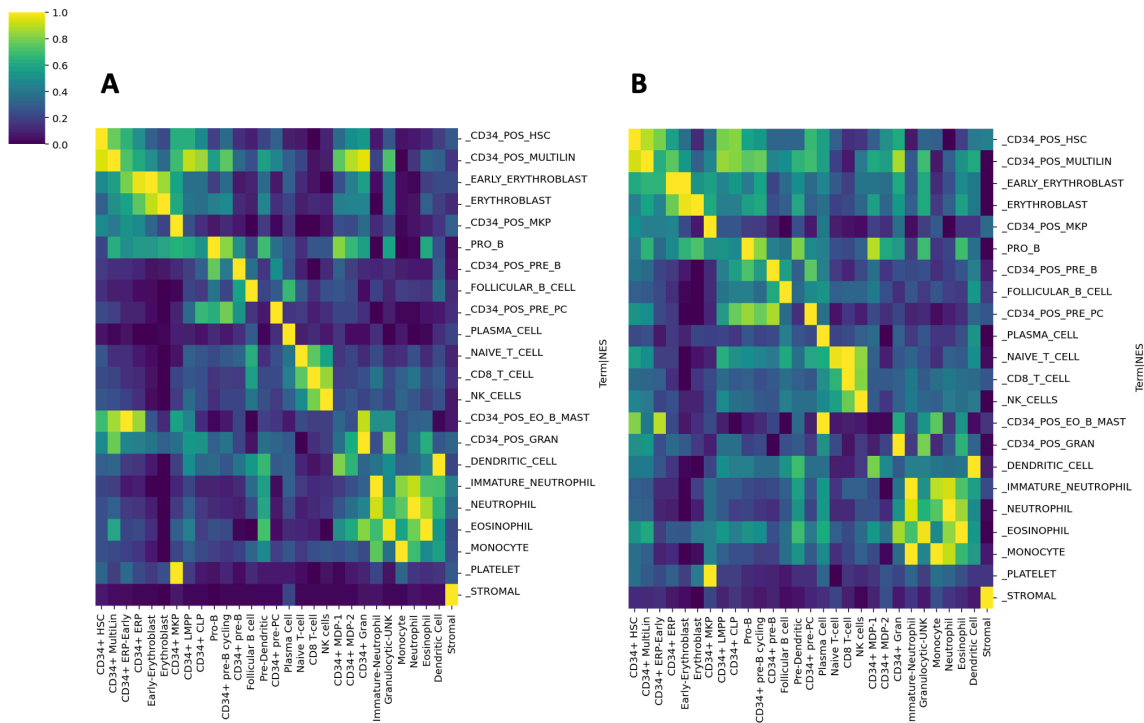 1.0
0.8
0.6
0.4
0.2
0.0
A
_CD34_POS_HSC
_CD34_POS_MULTILIN
_EARLY_ERYTHROBLAST
_ERYTHROBLAST
_CD34_POS_MKP
_PRO_B
_CD34_POS_PRE_B
_FOLLICULAR_B_CELL
_CD34_POS_PRE_PC
_PLASMA_CELL
_NAIVE_T_CELL
_CD8_T_CELL
_NK_CELLS
_CD34_POS_EO_B_MAST
_CD34_POS_GRAN
_DENDRITIC_CELL
_IMMATURE_NEUTROPHIL
_NEUTROPHIL
_EOSINOPHIL
_MONOCYTE
_PLATELET
_STROMAL
Term|NES
CD34+ HSC
CD34+ MultiLin
CD34+ ERP-Early
CD34+ ERP
Early-Erythroblast
Erythroblast
CD34+ MKP
CD34+ LMPP
CD34+ CLP
Pro-B
CD34+ pre-B cycling
CD34+ pre-B
Follicular B cell
Pre-Dendritic
CD34+ pre-PC
Plasma Cell
Naive T-cell
CD8 T-cell
NK cells
CD34+ MDP-1
CD34+ MDP-2
CD34+ Gran
Immature-Neutrophil
Granulocytic-UNK
Monocyte
Neutrophil
Eosinophil
Dendritic Cell
Stromal
B
_CD34_POS_HSC
_CD34_POS_MULTILIN
_EARLY_ERYTHROBLAST
_ERYTHROBLAST
_CD34_POS_MKP
_PRO_B
_CD34_POS_PRE_B
_FOLLICULAR_B_CELL
_CD34_POS_PRE_PC
_PLASMA_CELL
_NAIVE_T_CELL
_CD8_T_CELL
_NK_CELLS
_CD34_POS_EO_B_MAST
_CD34_POS_GRAN
_DENDRITIC_CELL
_IMMATURE_NEUTROPHIL
_NEUTROPHIL
_EOSINOPHIL
_MONOCYTE
_PLATELET
_STROMAL
Term|NES
CD34+ HSC
CD34+ MultiLin
CD34+ ERP-Early
CD34+ ERP
Early-Erythroblast
Erythroblast
CD34+ MKP
CD34+ LMPP
CD34+ CLP
Pro-B
CD34+ pre-B cycling
CD34+ pre-B
Follicular B cell
Pre-Dendritic
CD34+ pre-PC
Plasma Cell
Naive T-cell
CD8 T-cell
NK cells
CD34+ MDP-1
CD34+ MDP-2
CD34+ Gran
mmature-Neutrophil
Granulocytic-UNK
Monocyte
Neutrophil
Eosinophil
Dendritic Cell
Stromal